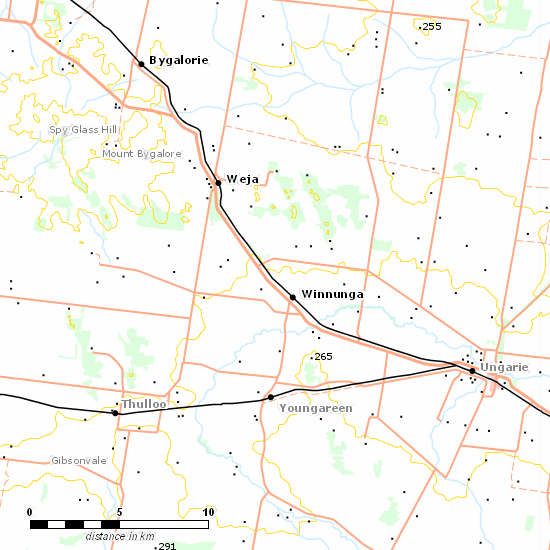 255
Bygalorie
Spy Glass Hill
Mount Bygalore
Weja
Winnunga
265
Ungarie
Thulloo
Youngareen
Gibsonvale
0 5 10
distance in km
291